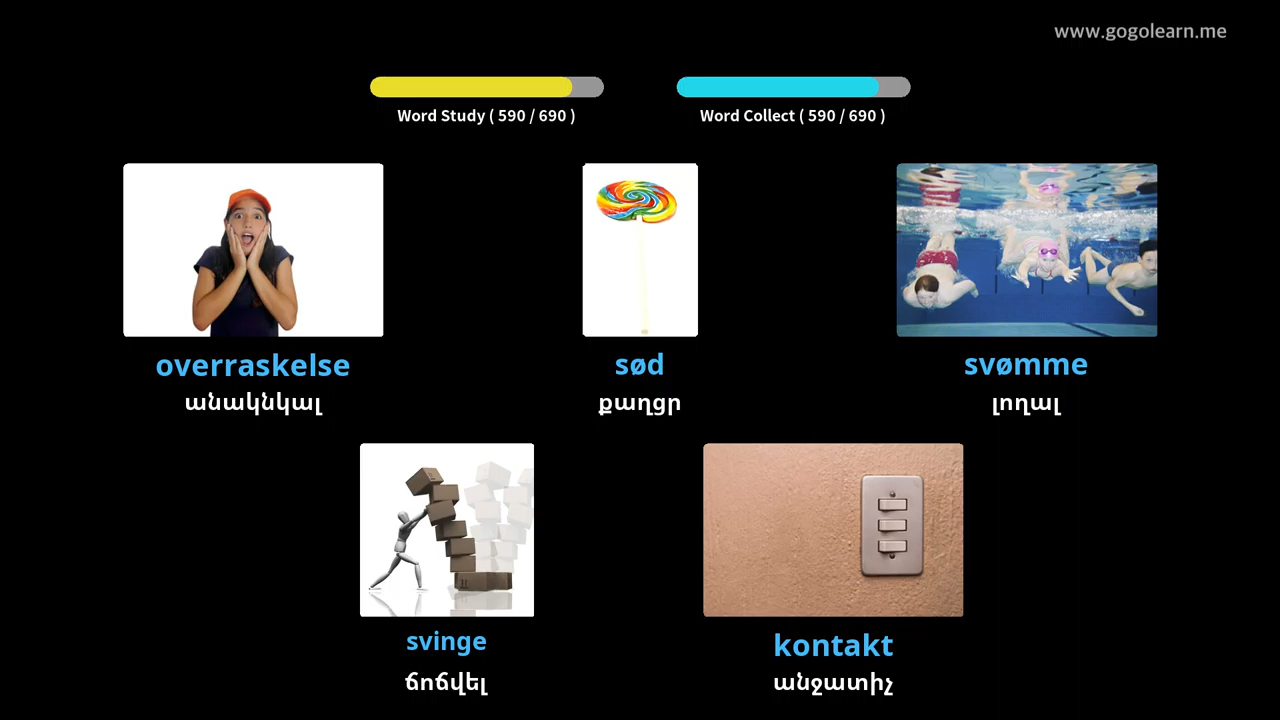 www.gogolearn.me
Word Study ( 590 / 690 )
Word Collect ( 590 / 690 )
overraskelse
sød
svømme
անակնկալ
քաղցր
լողալ
svinge
kontakt
ճոճվել
անջատիչ